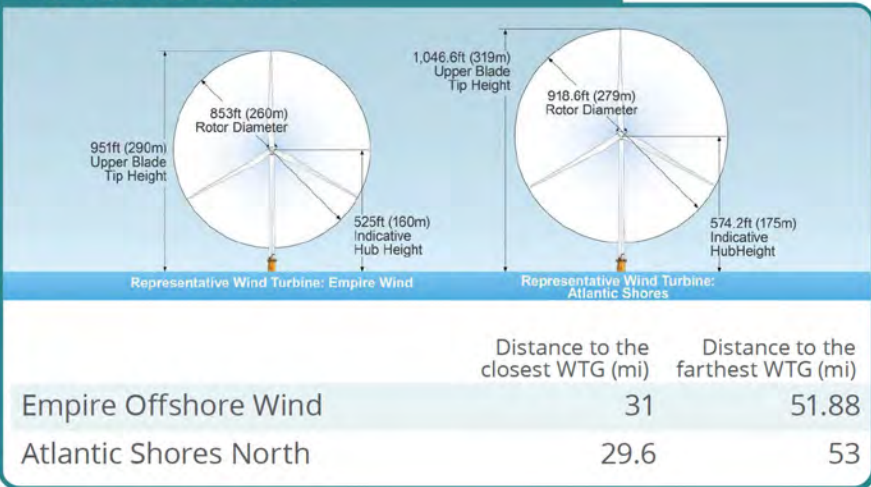 853ft (260m)
Rotor Diameter
951ft (290m)
Upper Blade
Tip Height
525ft (160m)
Indicative
Hub Height
Representative Wind Turbine: Empire Wind
1,046.6ft (319m)
Upper Blade
Tip Height
918.6ft (279m)
Rotor Diameter
574.2ft (175m)
Indicative
HubHeight
Representative Wind Turbine:
Atlantic Shores
Distance to the closest WTG (mi) Distance to the farthest WTG (mi)
Empire Offshore Wind 31 51.88
Atlantic Shores North 29.6 53